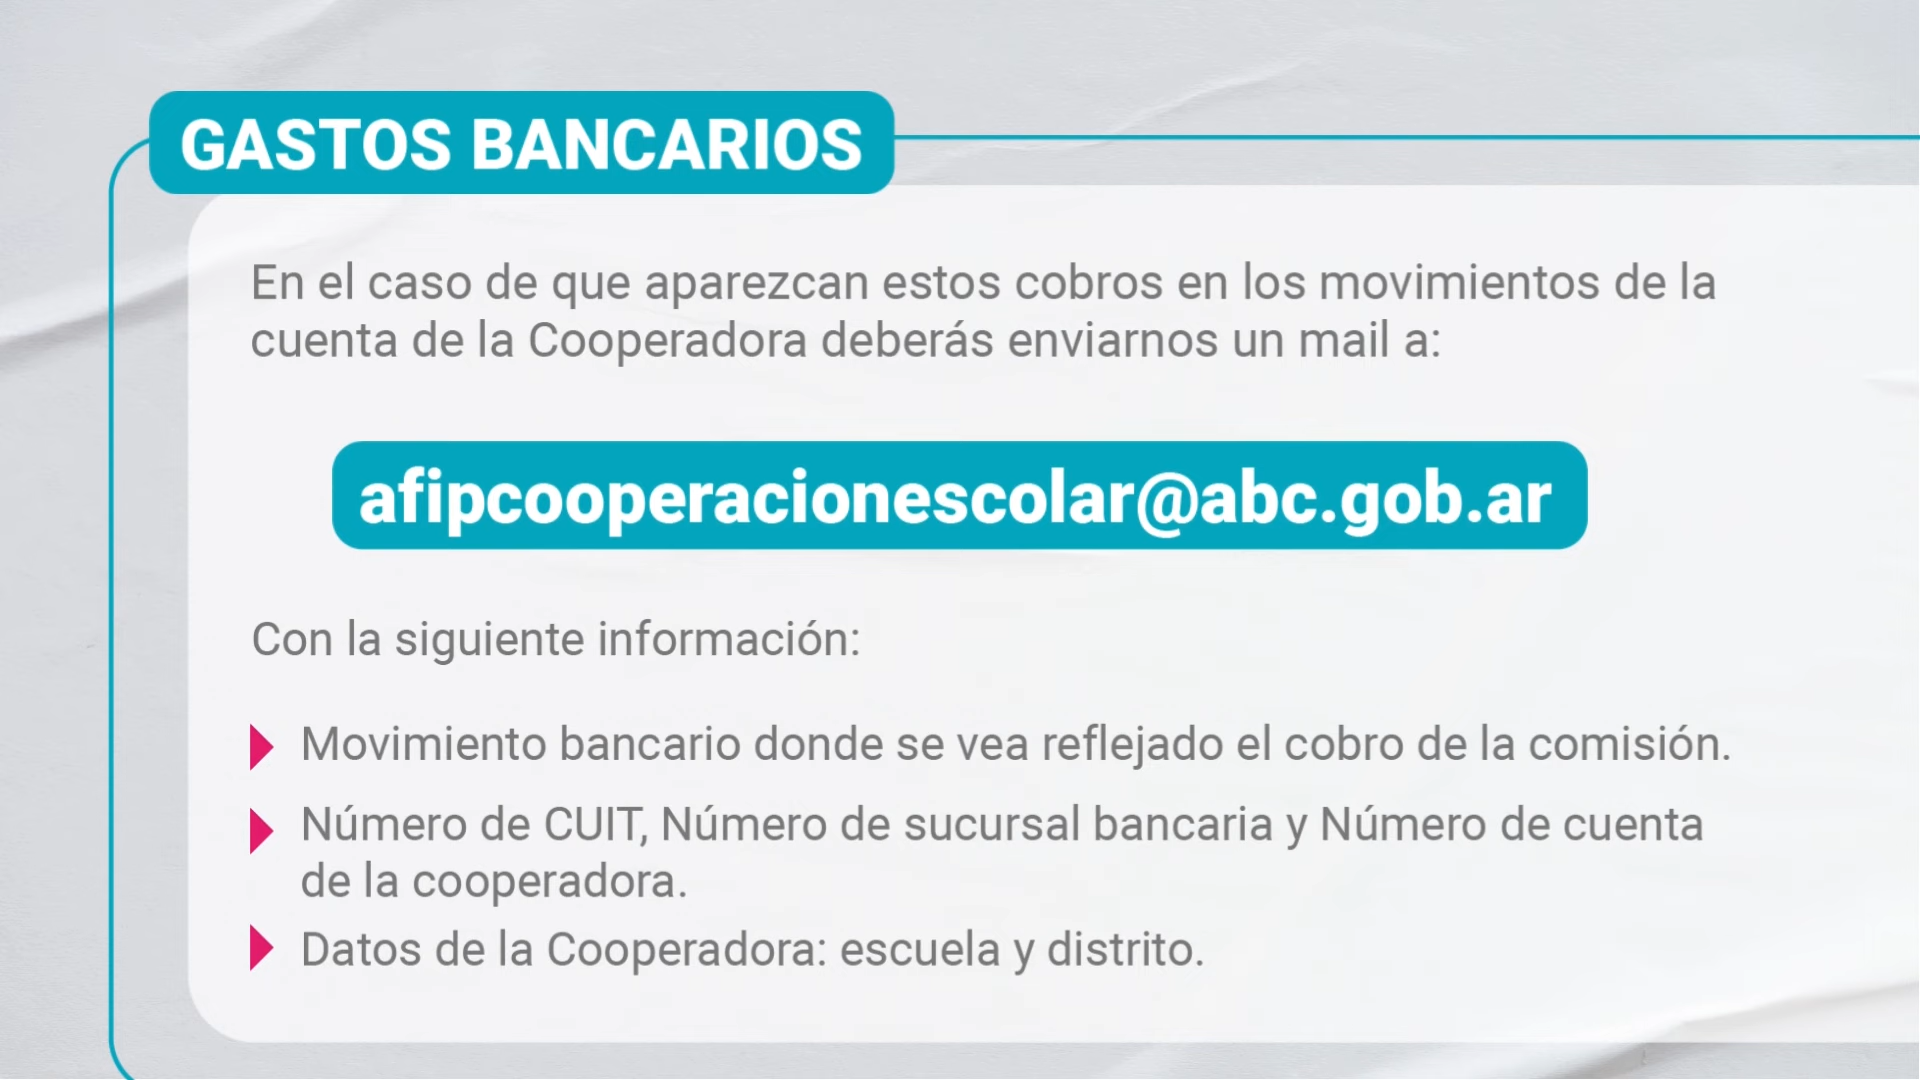 GASTOS BANCARIOS
En el caso de que aparezcan estos cobros en los movimientos de la
cuenta de la Cooperadora deberás enviarnos un mail a:
afipcooperacionescolar@abc.gob.ar
Con la siguiente información:
Movimiento bancario donde se vea reflejado el cobro de la comisión.
Número de CUIT, Número de sucursal bancaria y Número de cuenta
de la cooperadora.
Datos de la Cooperadora: escuela y distrito.